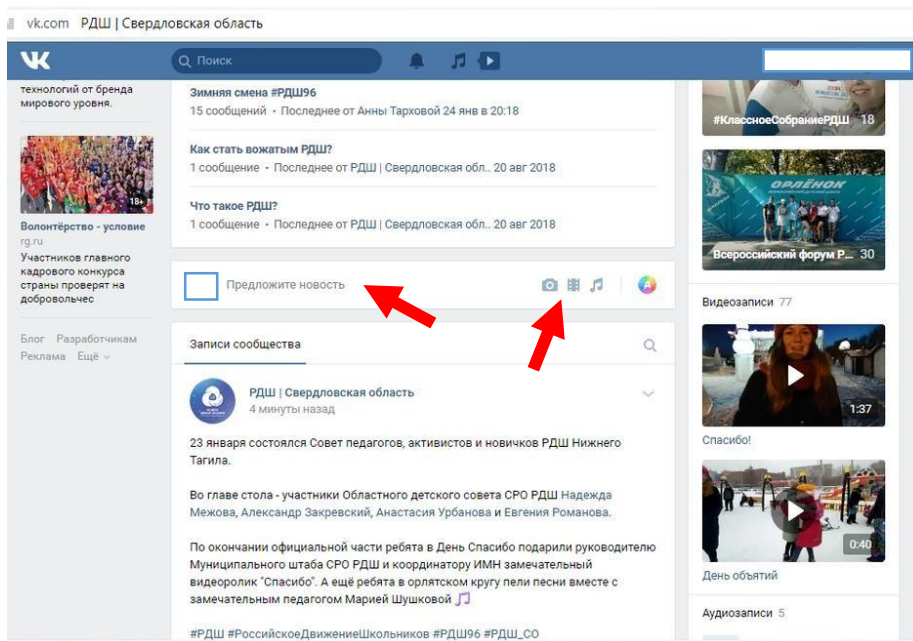 vk.com РДШ | Свердловская область
Поиск
технологий от бренда
мирового уровня.
18+
Волонтёрство - условие
rg.ru
Участников главного
кадрового конкурса
страны проверят на
добровольчес
Блог Разработчикам
Реклама Ещё
Зимняя смена #РДШ96
15 сообщений • Последнее от Анны Тарховой 24 янв в 20:18
Как стать вожатым РДШ?
1 сообщение • Последнее от РДШ | Свердловская обл.. 20 авг 2018
Что такое РДШ?
1 сообщение • Последнее от РДШ | Свердловская обл.. 20 авг 2018
Предложите новость
Записи сообщества
РДШ | Свердловская область
4 минуты назад
23 января состоялся Совет педагогов, активистов и новичков РДШ Нижнего
Тагила.
Во главе стола - участники Областного детского совета СРО РДШ Надежда
Межова, Александр Закревский, Анастасия Урбанова и Евгения Романова.
По окончании официальной части ребята в День Спасибо подарили руководителю
Муниципального штаба СРО РДШ и координатору ИМН замечательный
видеоролик "Спасибо". А ещё ребята в орлятском кругу пели песни вместе с
замечательным педагогом Марией Шушковой
#РДШ #РоссийскоеДвижениеШкольников #РДШ96 #РДШ_СО
#КлассноеСобраниеРДШ 18
ОРЛЁНОК
Всероссийский форум Р... 30
Видеозаписи 77
1:37
Спасибо!
0:40
День объятий
Аудиозаписи 5